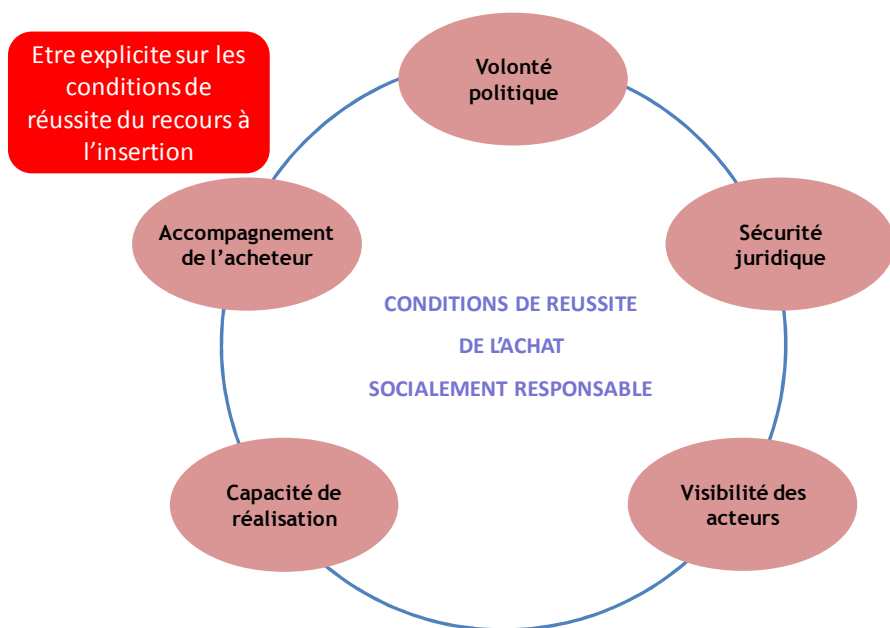 Etre explicite sur les
conditions de
réussite du recours à
l'insertion
Volonté
politique
Accompagnement
de l'acheteur
Sécurité
juridique
CONDITIONS DE REUSSITE
DE L'ACHAT
SOCIALEMENT RESPONSABLE
Capacité de
réalisation
Visibilité des
acteurs